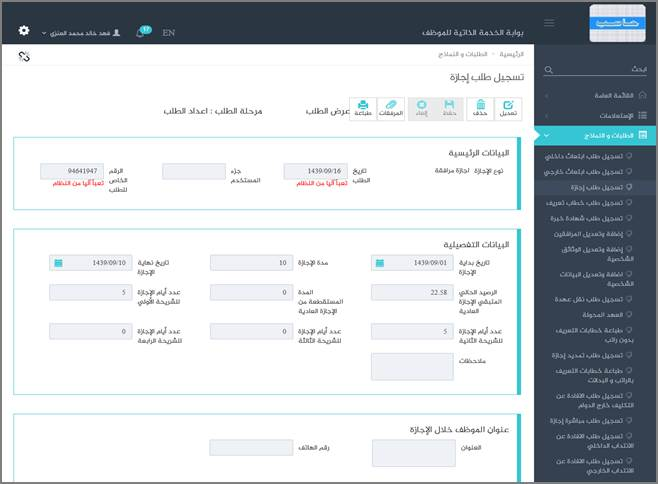 حاسب
بوابة الخدمة الذاتية للموظف
EN
17
فهد خالد محمد العنزي
ابحث
القائمة العامة
الإستعلامات
الطلبات و النماذج
تسجيل طلب ابتعاث داخلي
تسجيل طلب ابتعاث خارجي
تسجيل طلب إجازة
تسجيل طلب خطاب تعريف
تسجيل طلب شهادة خبرة
إضافة وتعديل المرافقين
إضافة وتعديل الوثائق
الشخصية
اضافة وتعديل البيانات
الشخصية
تسجيل طلب نقل عهدة
العهد المحولة
طباعة خطابات التعريف
بدون راتب
تسجيل طلب تمديد إجازة
طباعة خطابات التعريف
بالراتب و البدلات
تسجيل طلب الافادة عن
التكليف خارج الدوام
تسجيل طلب مباشرة إجازة
تسجيل طلب الافادة عن
الانتداب الداخلي
تسجيل طلب الافادة عن
الانتداب الخارجي
الرئيسية - الطلبات و النماذج
تسجيل طلب إجازة
تعديل حذف حفظ إلغاء المرفقات طباعة
عرض الطلب
مرحلة الطلب : اعداد الطلب
البيانات الرئيسية
نوع الإجازة اجازة مرافقة
تاريخ الطلب 1439/09/16
تعبأ آليا من النظام
جزء المستخدم
الرقم الخاص للطلب 94641947
تعبأ آليا من النظام
البيانات التفصيلية
تاريخ بداية الإجازة 1439/09/01
مدة الإجازة 10
تاريخ نهاية الإجازة 1439/09/10
الرصيد الحالي المتبقي الإجازة العادية 22.58
المدة المستقطعة من الإجازة العادية 0
عدد أيام الإجازة للشريحة الأولي 5
عدد أيام الإجازة للشريحة الثانية 5
عدد أيام الإجازة للشريحة الثالثة 0
عدد أيام الإجازة للشريحة الرابعة 0
ملاحظات
عنوان الموظف خلال الإجازة
العنوان
رقم الهاتف